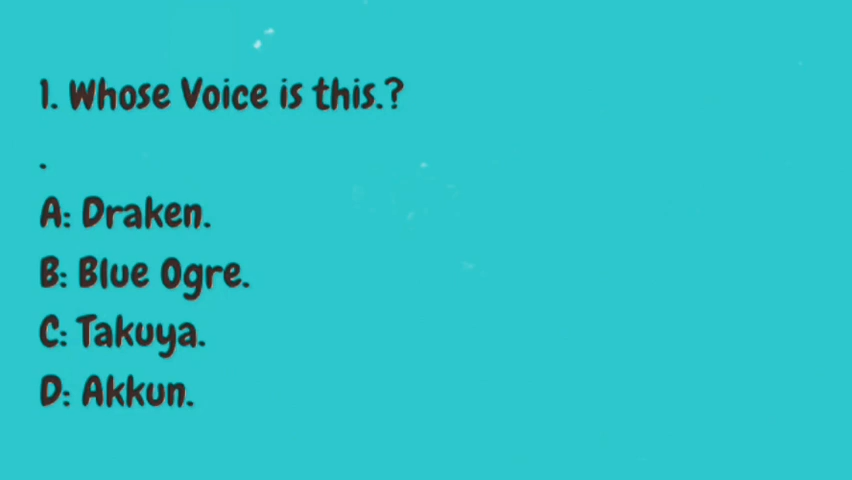 1. Whose Voice is this.?
.
A: Draken.
B: Blue Ogre.
C: Takuya.
D: Akkun.